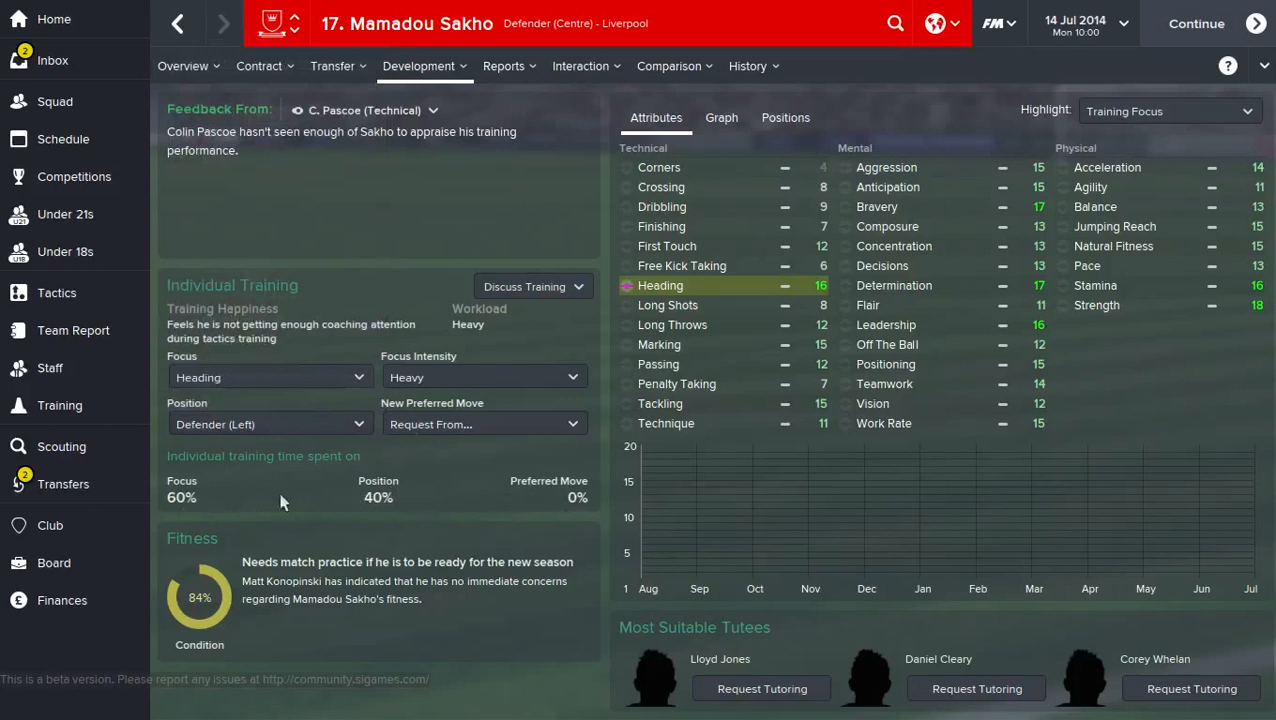 Home
17. Mamadou Sakho
Defender (Centre) - Liverpool
FM
14 Jul 2014
Mon 10:00
Continue
2
Inbox
Overview
Contract
Transfer
Development
Reports
Interaction
Comparison
History
?
Squad
Schedule
Competitions
U21
Under 21s
U18
Under 18s
Tactics
Team Report
Staff
Training
Scouting
2
Transfers
Club
Board
£
Finances
Feedback From:
C. Pascoe (Technical)
Colin Pascoe hasn't seen enough of Sakho to appraise his training
performance.
Individual Training
Discuss Training
Training Happiness
Workload
Feels he is not getting enough coaching attention
during tactics training
Heavy
Focus
Focus Intensity
Heading
Heavy
Position
New Preferred Move
Defender (Left)
Request From...
Individual training time spent on
Focus
Position
Preferred Move
60%
40%
0%
Fitness
Needs match practice if he is to be ready for the new season
Matt Konopinski has indicated that he has no immediate concerns
regarding Mamadou Sakho's fitness.
84%
Condition
This is a beta version. Please report any issues at http://community.sigames.com/
Attributes
Graph
Positions
Highlight:
Training Focus
Technical
Mental
Physical
Corners 4 Aggression 15 Acceleration 14
Crossing 8 Anticipation 15 Agility 11
Dribbling 9 Bravery 17 Balance 13
Finishing 7 Composure 13 Jumping Reach 15
First Touch 12 Concentration 13 Natural Fitness 15
Free Kick Taking 6 Decisions 13 Pace 13
Heading 16 Determination 17 Stamina 16
Long Shots 8 Flair 11 Strength 18
Long Throws 12 Leadership 16
Marking 15 Off The Ball 12
Passing 12 Positioning 15
Penalty Taking 7 Teamwork 14
Tackling 15 Vision 12
Technique 11 Work Rate 15
20
15
10
5
1
Aug Sep Oct Nov Dec Jan Feb Mar Apr May Jun Jul
Most Suitable Tutees
Lloyd Jones
Request Tutoring
Daniel Cleary
Request Tutoring
Corey Whelan
Request Tutoring